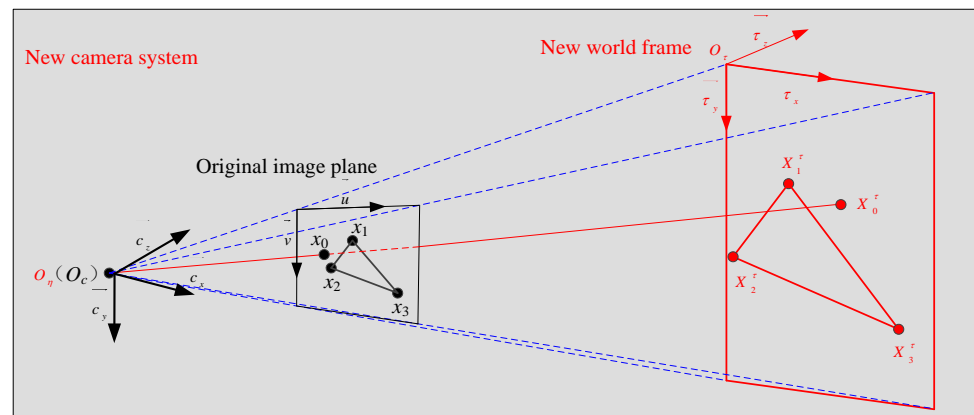 New camera system
New world frame
O_τ
τ_z
τ_y
τ_x
Original image plane
u
v
x_0
x_1
x_2
x_3
X_1^τ
X_0^τ
X_2^τ
X_3^τ
c_z
c_x
c_y
O_η(O_c)